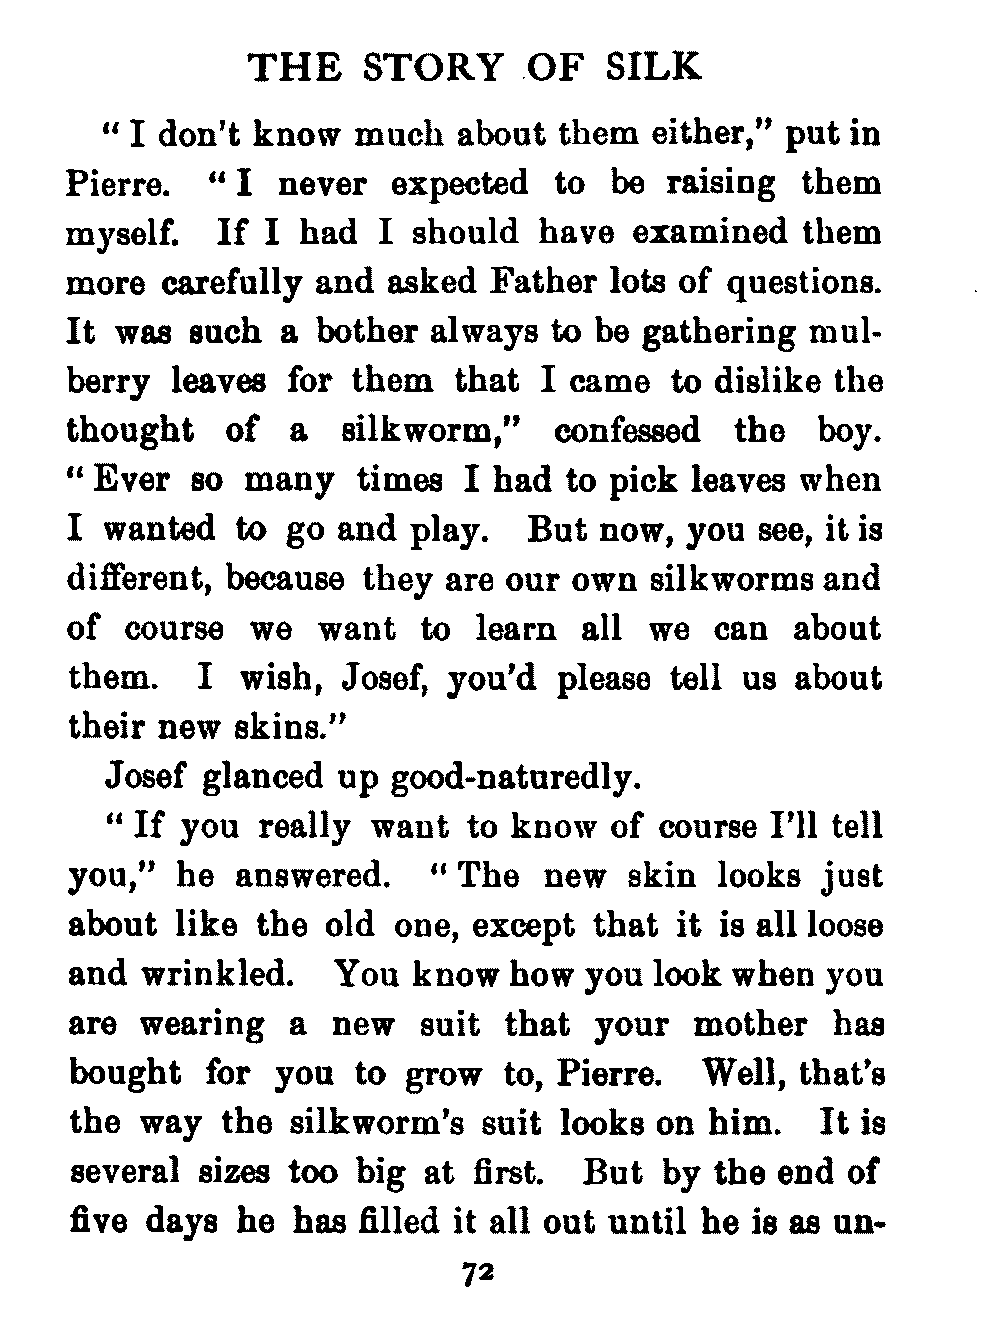 THE STORY OF SILK
“I don't know much about them either,” put in
Pierre. “I never expected to be raising them
myself. If I had I should have examined them
more carefully and asked Father lots of questions.
It was such a bother always to be gathering mul-
berry leaves for them that I came to dislike the
thought of a silkworm,” confessed the boy.
“Ever so many times I had to pick leaves when
I wanted to go and play. But now, you see, it is
different, because they are our own silkworms and
of course we want to learn all we can about
them. I wish, Josef, you'd please tell us about
their new skins.”
Josef glanced up good-naturedly.
“If you really want to know of course I'll tell
you,” he answered. “The new skin looks just
about like the old one, except that it is all loose
and wrinkled. You know how you look when you
are wearing a new suit that your mother has
bought for you to grow to, Pierre. Well, that's
the way the silkworm's suit looks on him. It is
several sizes too big at first. But by the end of
five days he has filled it all out until he is as un-
72